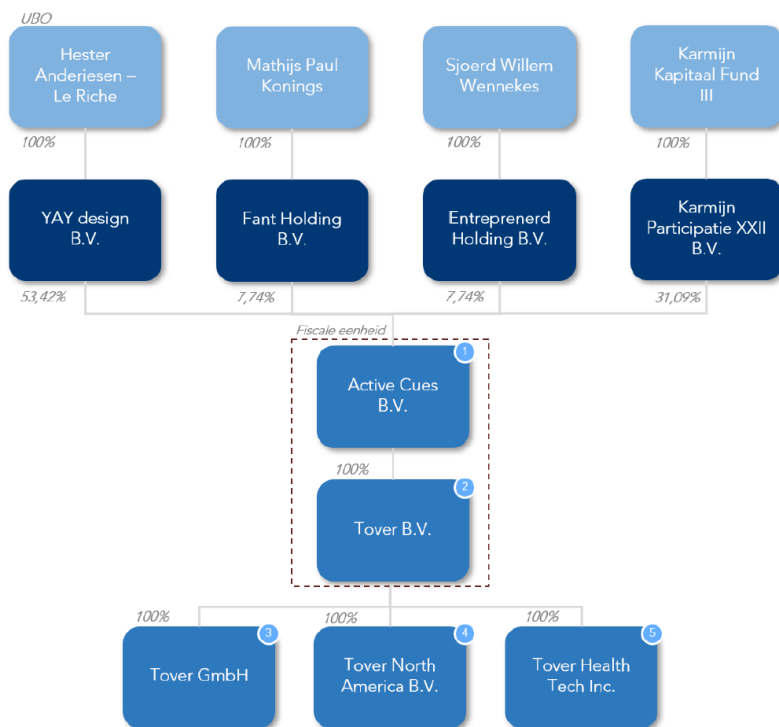 UBO
Hester
Anderiesen –
Le Riche
Mathijs Paul
Konings
Sjoerd Willem
Wennekes
Karmijn
Kapitaal Fund
III
100%
100%
100%
100%
YAY design
B.V.
Fant Holding
B.V.
Entreprenerd
Holding B.V.
Karmijn
Participatie XXII
B.V.
53,42%
7,74%
7,74%
31,09%
Fiscale eenheid
1
Active Cues
B.V.
100%
2
Tover B.V.
100%
100%
100%
3
Tover GmbH
4
Tover North
America B.V.
5
Tover Health
Tech Inc.